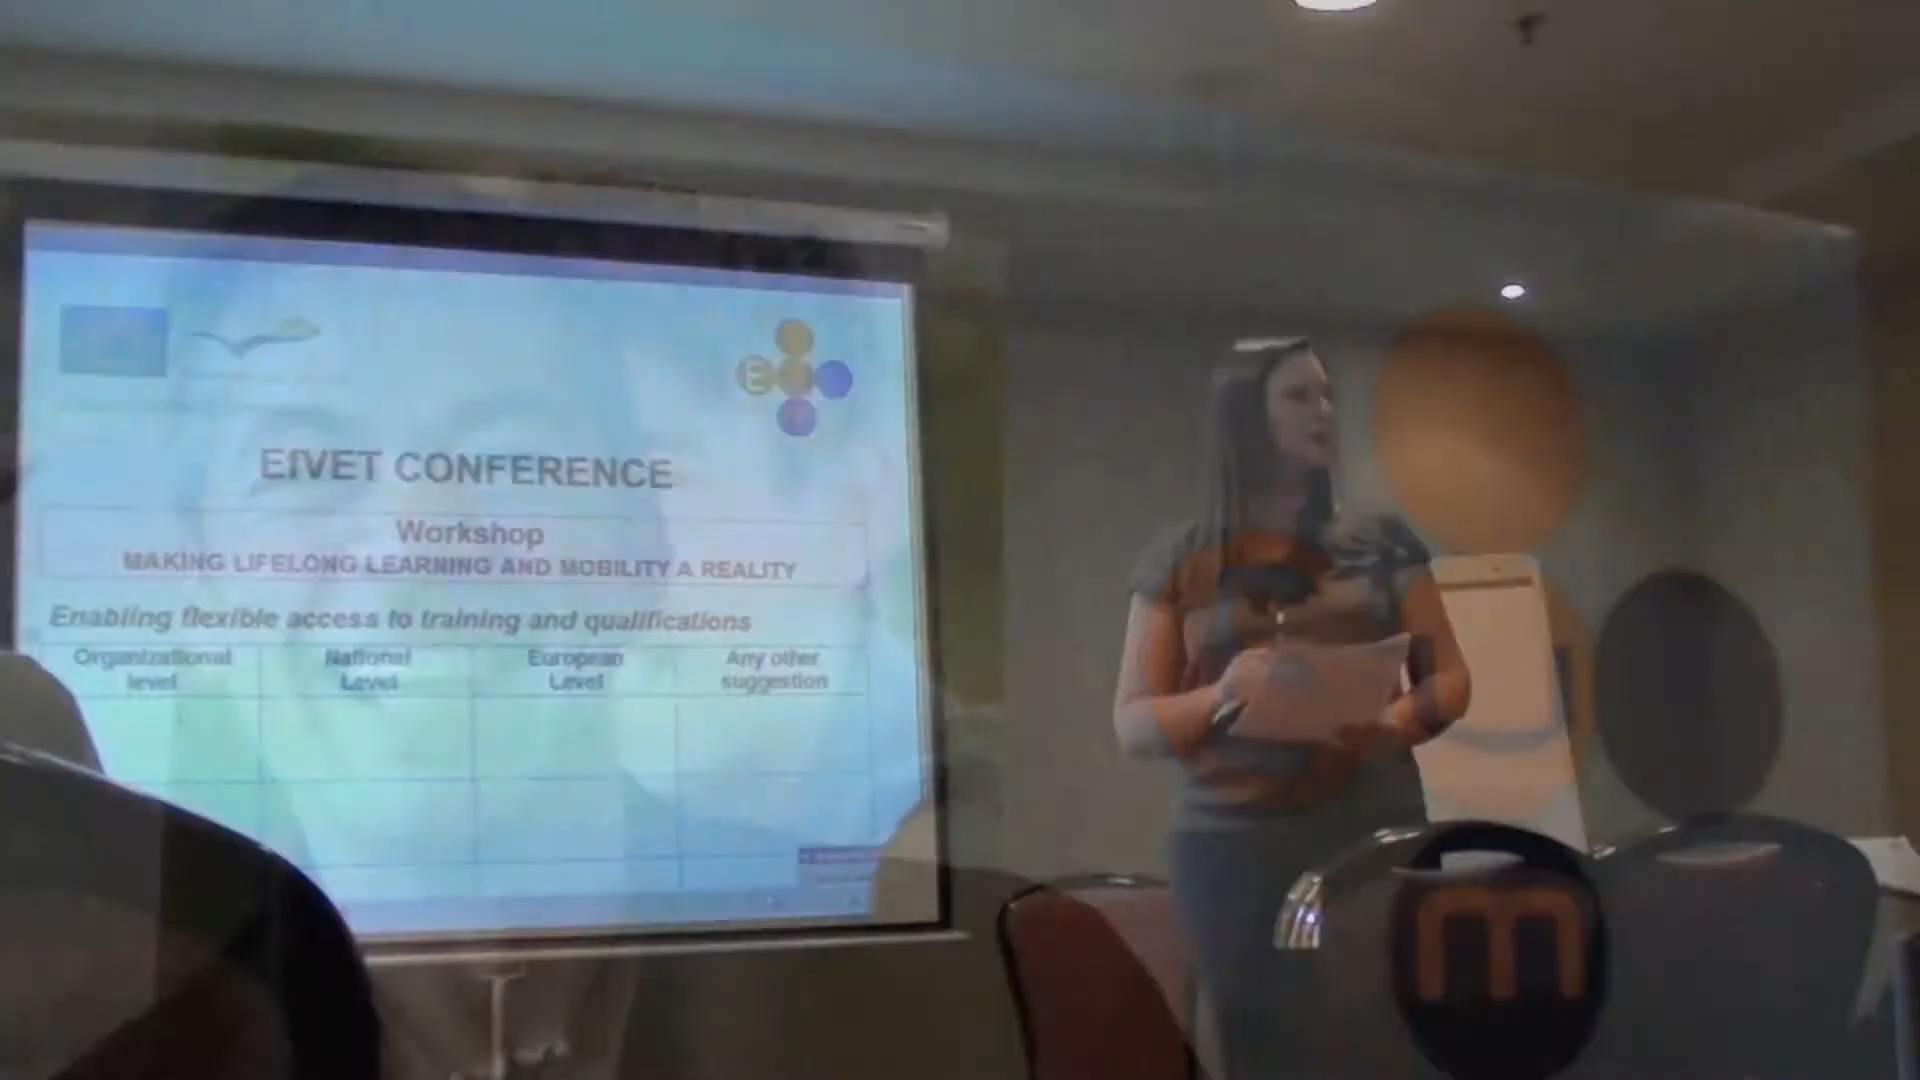 E
EfVET CONFERENCE
Workshop
MAKING LIFELONG LEARNING AND MOBILITY A REALITY
Enabling flexible access to training and qualifications
Organizational level
National Level
European Level
Any other suggestion
m